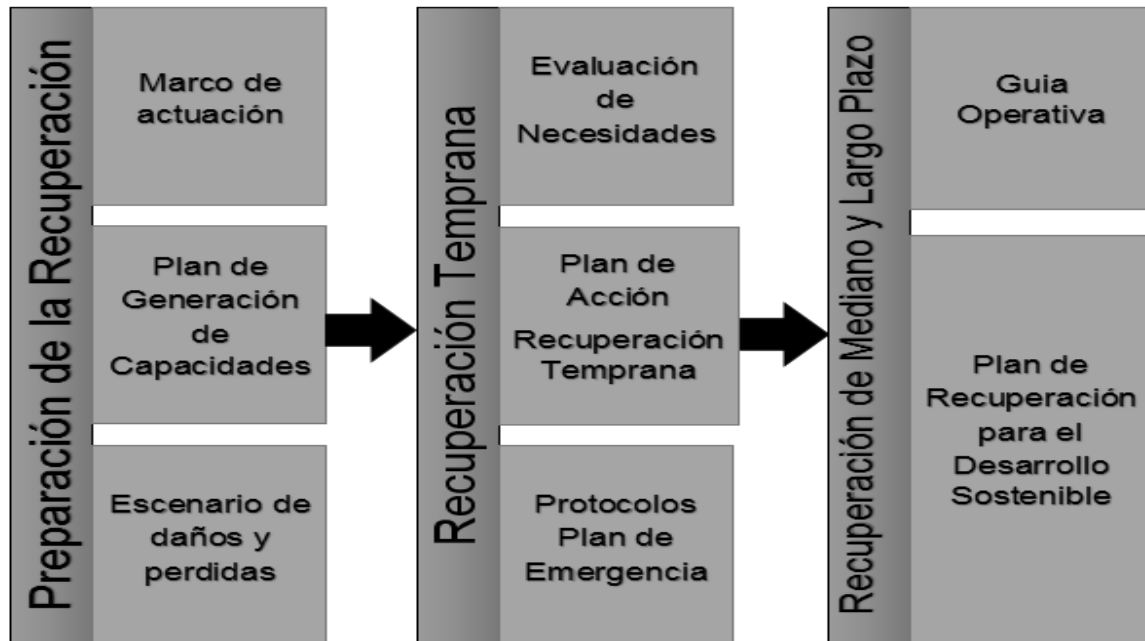 Preparación de la Recuperación
Marco de
actuación
Plan de
Generación
de
Capacidades
Escenario de
daños y
perdidas
Recuperación Temprana
Evaluación
de
Necesidades
Plan de
Acción
Recuperación
Temprana
Protocolos
Plan de
Emergencia
Recuperación de Mediano y Largo Plazo
Guia
Operativa
Plan de
Recuperación
para el
Desarrollo
Sostenible